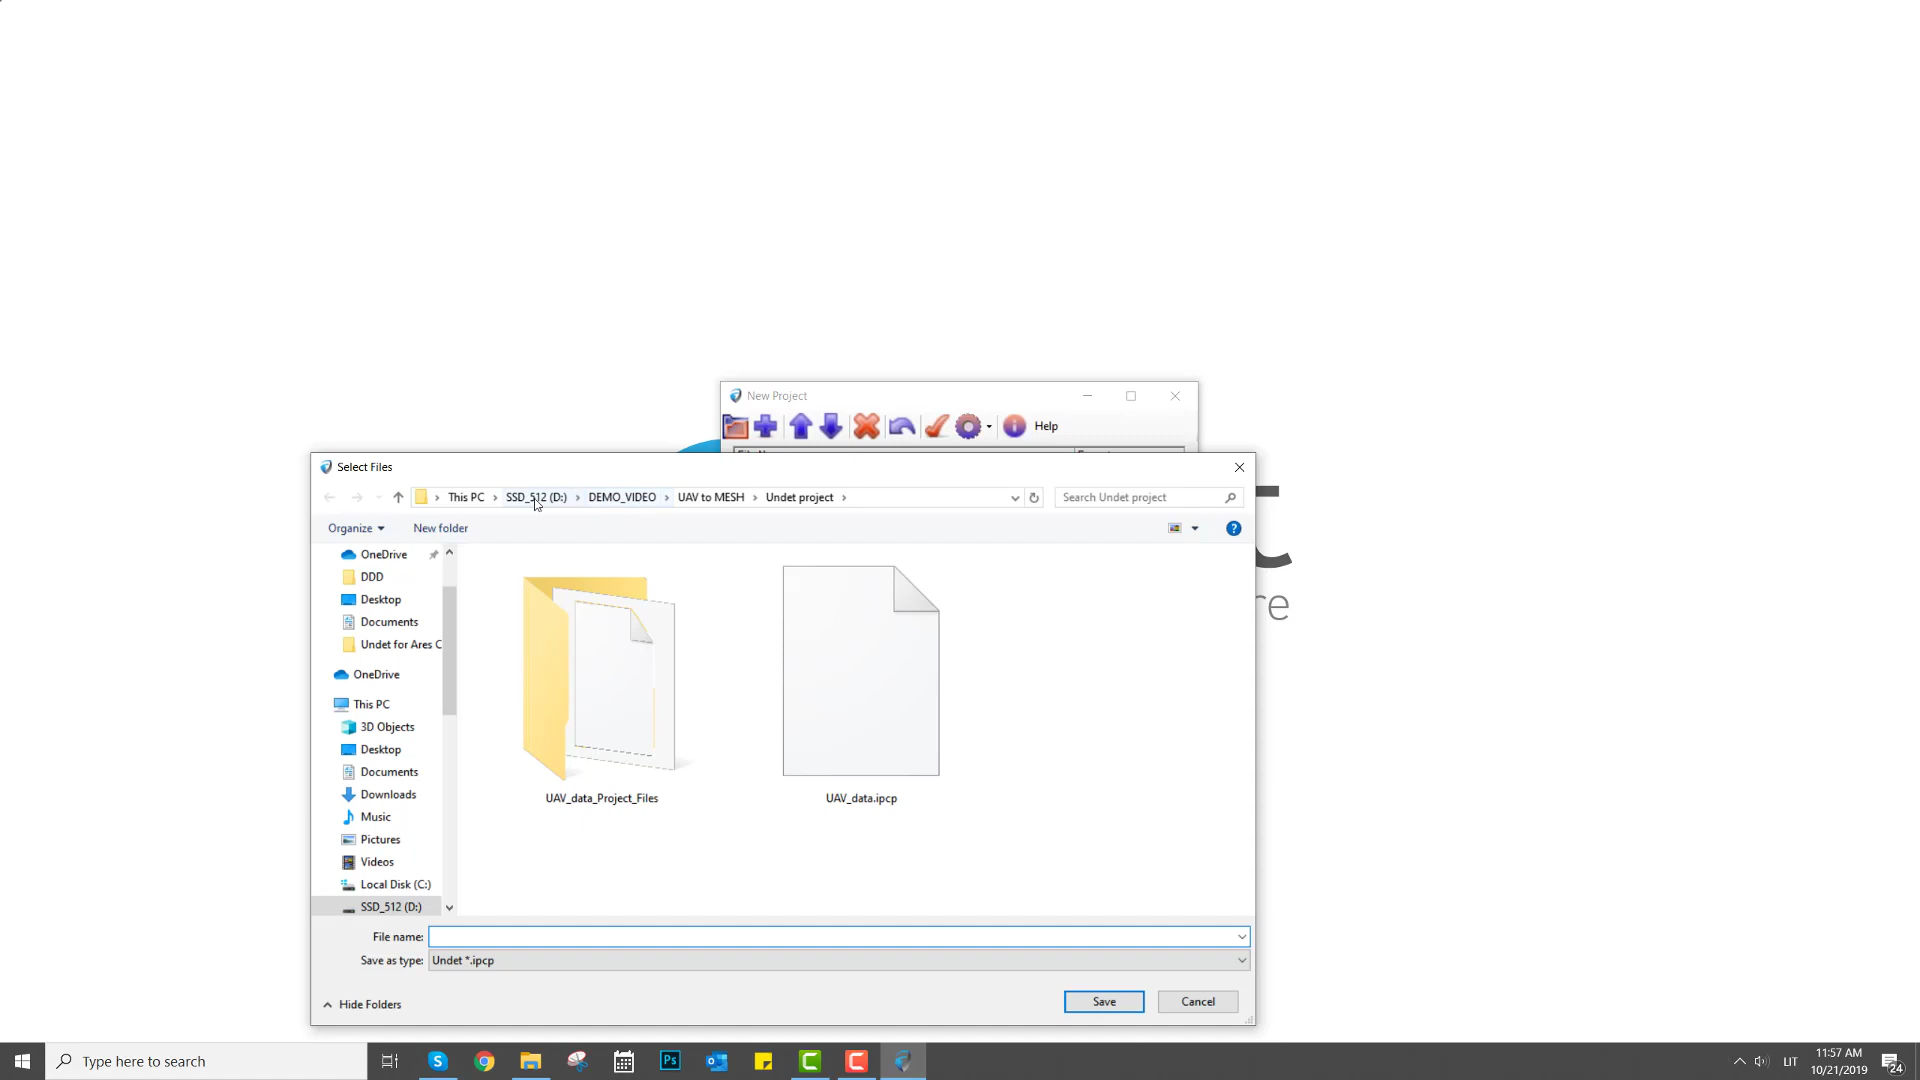 New Project
Help
Select Files
This PC
SSD_512 (D:)
DEMO_VIDEO
UAV to MESH
Undet project
Search Undet project
Organize
New folder
OneDrive
DDD
Desktop
Documents
Undet for Ares C
OneDrive
This PC
3D Objects
Desktop
Documents
Downloads
Music
Pictures
Videos
Local Disk (C:)
SSD_512 (D:)
UAV_data_Project_Files
UAV_data.ipcp
re
File name:
Save as type:
Undet *.ipcp
Hide Folders
Save
Cancel
Type here to search
Ps
LIT
11:57 AM
10/21/2019
24